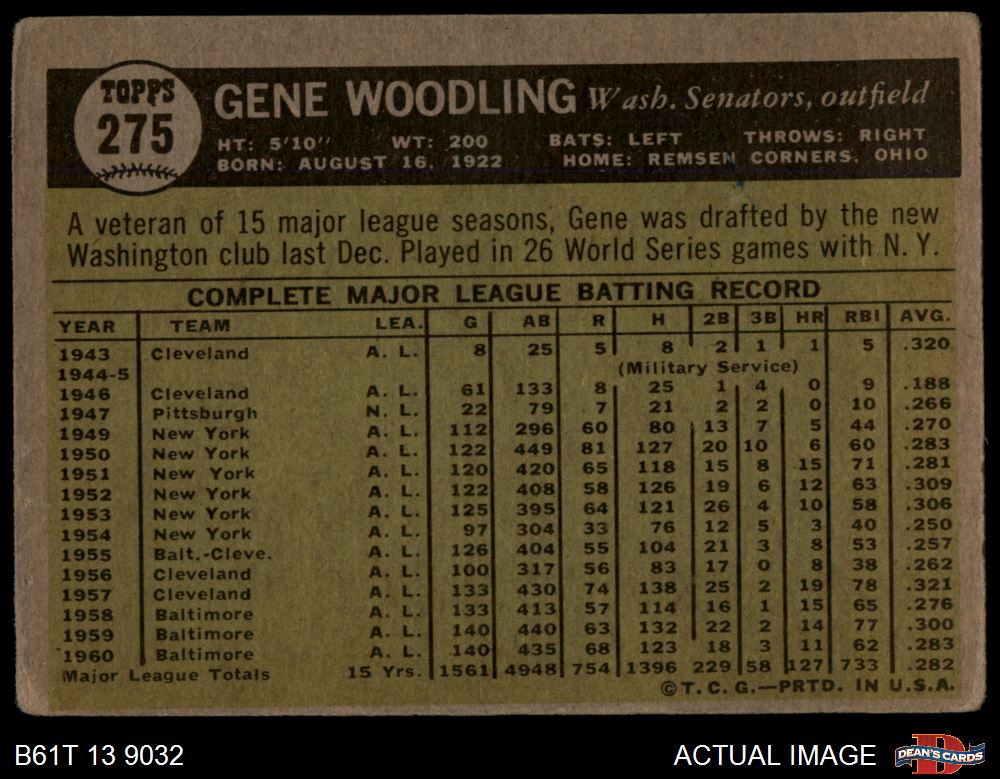 TOPPS
275
GENE WOODLING Wash. Senators, outfield
HT: 5'10" WT: 200 BATS: LEFT THROWS: RIGHT
BORN: AUGUST 16, 1922 HOME: REMSEN CORNERS, OHIO
A veteran of 15 major league seasons, Gene was drafted by the new
Washington club last Dec. Played in 26 World Series games with N. Y.
COMPLETE MAJOR LEAGUE BATTING RECORD
YEAR TEAM LEA. G AB R H 2B 3B HR RBI AVG.
1943 Cleveland A. L. 8 25 5 8 2 1 1 5 .320
1944-5 (Military Service)
1946 Cleveland A. L. 61 133 8 25 1 4 0 9 .188
1947 Pittsburgh N. L. 22 79 7 21 2 2 0 10 .266
1949 New York A. L. 112 296 60 80 13 7 5 44 .270
1950 New York A. L. 122 449 81 127 20 10 6 60 .283
1951 New York A. L. 120 420 65 118 15 8 15 71 .281
1952 New York A. L. 122 408 58 126 19 6 12 63 .309
1953 New York A. L. 125 395 64 121 26 4 10 58 .306
1954 New York A. L. 97 304 33 76 12 5 3 40 .250
1955 Balt.-Cleve. A. L. 126 404 55 104 21 3 8 53 .257
1956 Cleveland A. L. 100 317 56 83 17 0 8 38 .262
1957 Cleveland A. L. 133 430 74 138 25 2 19 78 .321
1958 Baltimore A. L. 133 413 57 114 16 1 15 65 .276
1959 Baltimore A. L. 140 440 63 132 22 2 14 77 .300
1960 Baltimore A. L. 140 435 68 123 18 3 11 62 .283
Major League Totals 15 Yrs. 1561 4948 754 1396 229 58 127 733 .282
©T. C. G.—PRTD. IN U.S.A.
B61T 13 9032 ACTUAL IMAGE DEAN'S CARDS